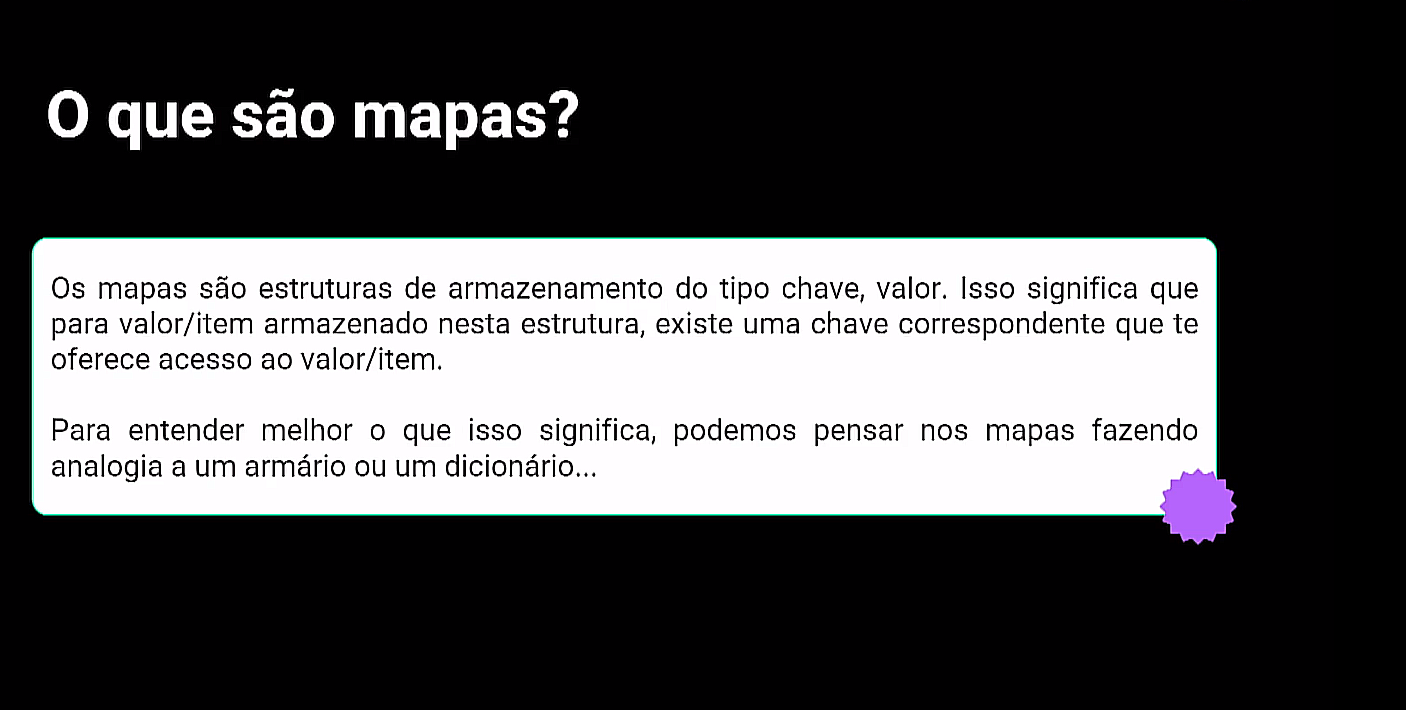 O que são mapas?
Os mapas são estruturas de armazenamento do tipo chave, valor. Isso significa que
para valor/item armazenado nesta estrutura, existe uma chave correspondente que te
oferece acesso ao valor/item.
Para entender melhor o que isso significa, podemos pensar nos mapas fazendo
analogia a um armário ou um dicionário...